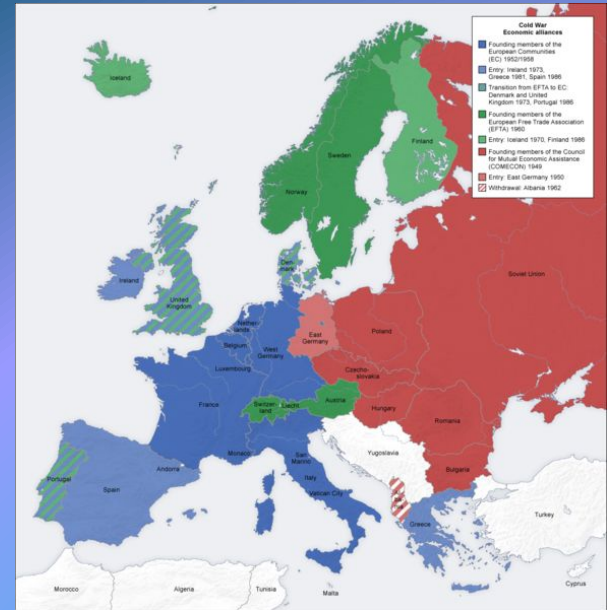 Cold War
Economic alliances
Founding members of the
European Communities
(EC) 1952/1958
Entry: Ireland 1973,
Greece 1981, Spain 1986
Transition from EFTA to EC:
Denmark and United
Kingdom 1973, Portugal 1986
Founding members of the
European Free Trade Association
(EFTA) 1960
Entry: Iceland 1970, Finland 1986
Founding members of the Council
for Mutual Economic Assistance
(COMECON) 1949
Entry: East Germany 1950
Withdrawal: Albania 1962
Iceland
Finland
Sweden
Norway
Soviet Union
Den-
mark
Ireland
United
Kingdom
Nether-
lands
East
Germany
Poland
Belgium
West
Germany
Luxembourg
Czecho-
slovakia
France
Switzer-
land
Liecht.
Austria
Hungary
Romania
Monaco
San
Marino
Yugoslavia
Andorra
Italy
Bulgaria
Portugal
Spain
Vatican City
Greece
Turkey
Morocco
Algeria
Tunisia
Malta
Cyprus